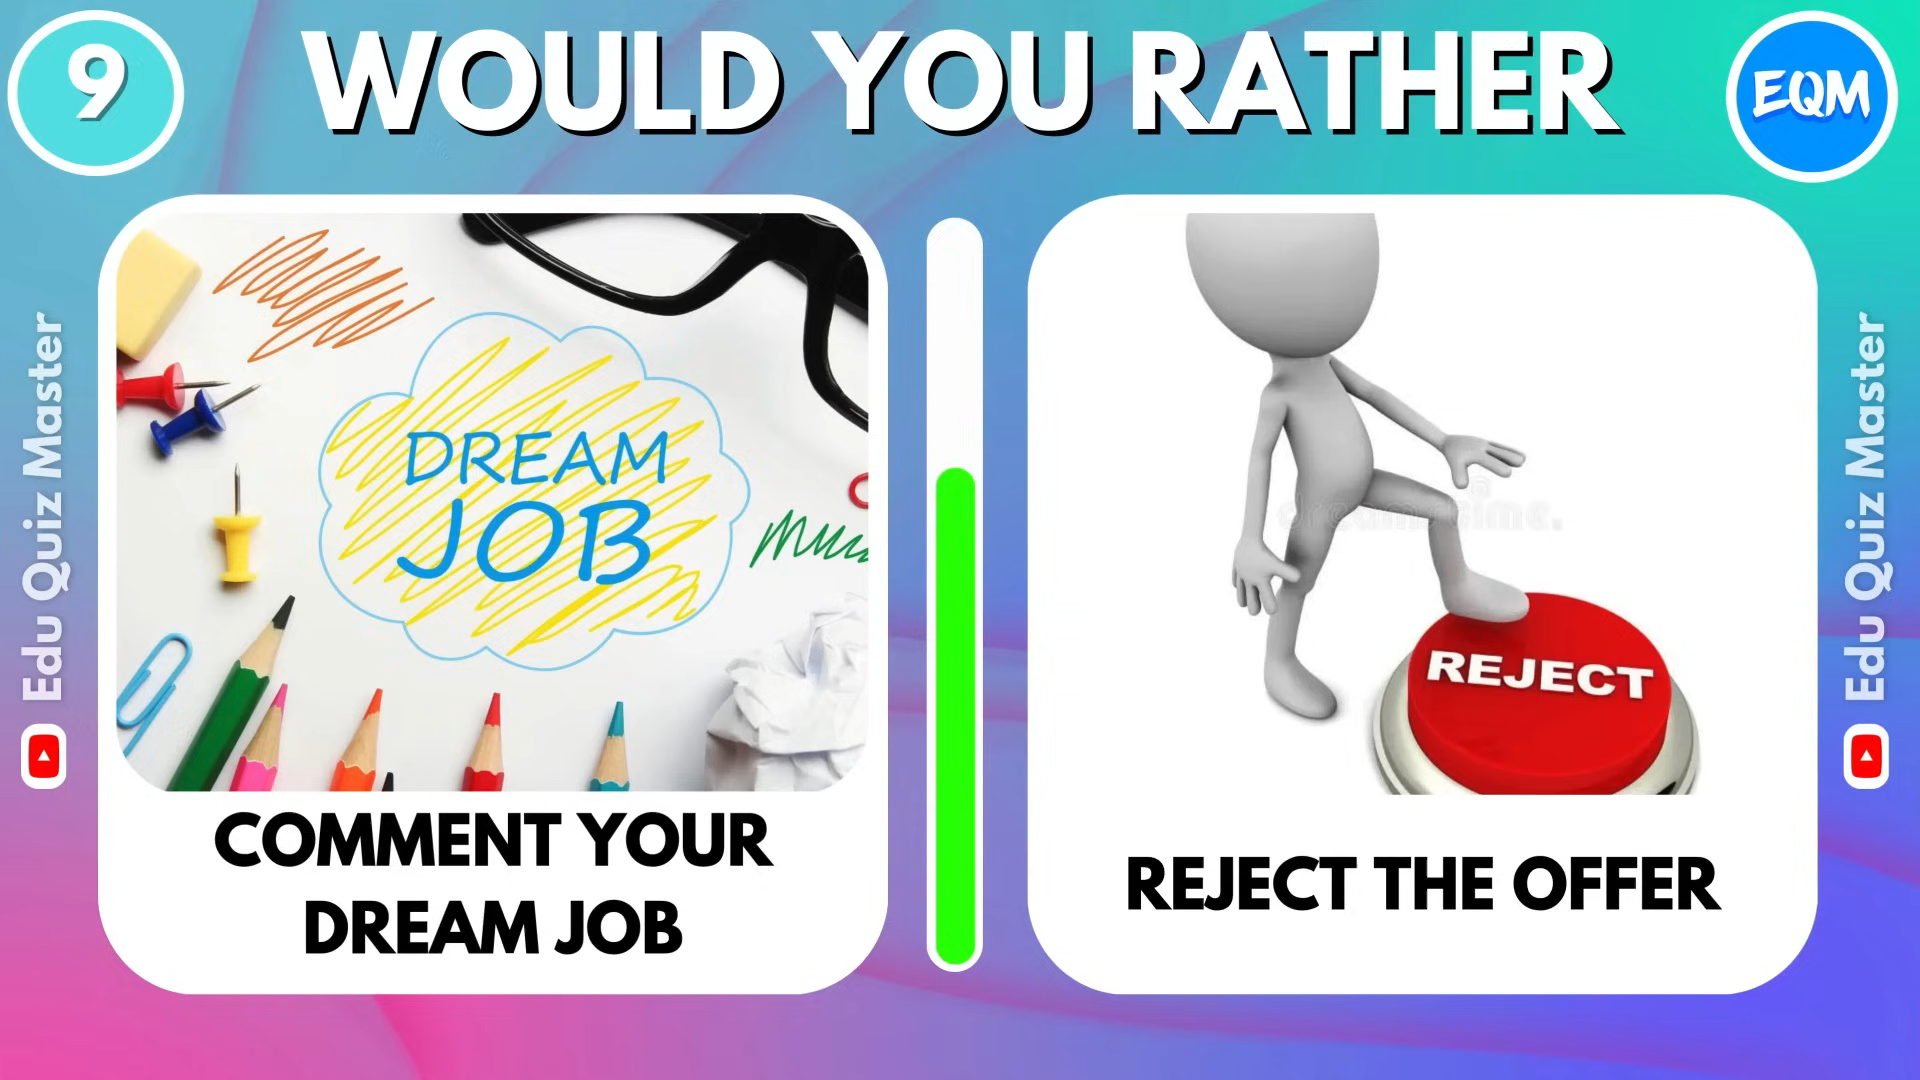 9
WOULD YOU RATHER
EQM
DREAM
JOB
COMMENT YOUR
DREAM JOB
dreamstime.
REJECT
REJECT THE OFFER
Edu Quiz Master
Edu Quiz Master